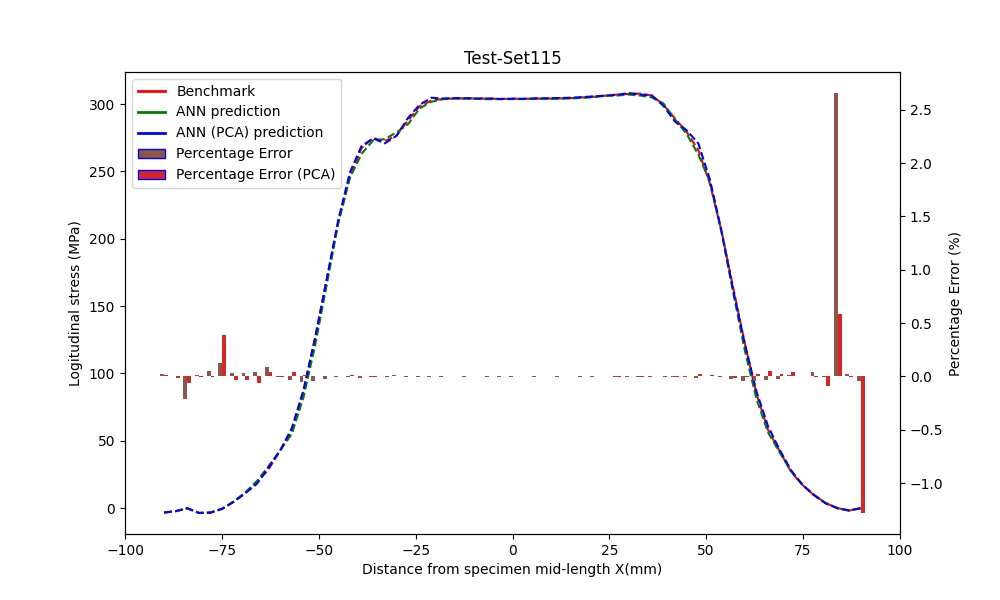 Test-Set115
Benchmark
ANN prediction
ANN (PCA) prediction
Percentage Error
Percentage Error (PCA)
Logitudinal stress (MPa)
300
250
200
150
100
50
0
2.5
2.0
1.5
1.0
0.5
0.0
−0.5
−1.0
Percentage Error (%)
−100
−75
−50
−25
0
25
50
75
100
Distance from specimen mid-length X(mm)